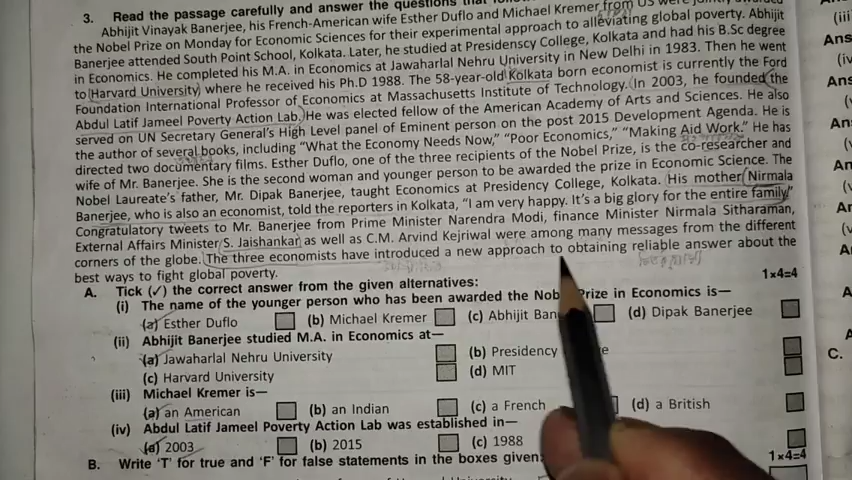 3. Read the passage carefully and answer the questions that
Abhijit Vinayak Banerjee, his French-American wife Esther Duflo and Michael Kremer from US were jointly awarded
the Nobel Prize on Monday for Economic Sciences for their experimental approach to alleviating global poverty. Abhijit
Banerjee attended South Point School, Kolkata. Later, he studied at Presidenscy College, Kolkata and had his B.Sc degree
in Economics. He completed his M.A. in Economics at Jawaharlal Nehru University in New Delhi in 1983. Then he went
to Harvard University where he received his Ph.D 1988. The 58-year-old Kolkata born economist is currently the Ford
Foundation International Professor of Economics at Massachusetts Institute of Technology. In 2003, he founded the
Abdul Latif Jameel Poverty Action Lab. He was elected fellow of the American Academy of Arts and Sciences. He also
served on UN Secretary General's High Level panel of Eminent person on the post 2015 Development Agenda. He is
the author of several books, including "What the Economy Needs Now," "Poor Economics," "Making Aid Work." He has
directed two documentary films. Esther Duflo, one of the three recipients of the Nobel Prize, is the co-researcher and
wife of Mr. Banerjee. She is the second woman and younger person to be awarded the prize in Economic Science. The
Nobel Laureate's father, Mr. Dipak Banerjee, taught Economics at Presidency College, Kolkata. His mother Nirmala
Banerjee, who is also an economist, told the reporters in Kolkata, "I am very happy. It's a big glory for the entire family."
Congratulatory tweets to Mr. Banerjee from Prime Minister Narendra Modi, finance Minister Nirmala Sitharaman,
External Affairs Minister S. Jaishankar as well as C.M. Arvind Kejriwal were among many messages from the different
corners of the globe. The three economists have introduced a new approach to obtaining reliable answer about the
best ways to fight global poverty.
A. Tick (✓) the correct answer from the given alternatives: 1x4=4
(i) The name of the younger person who has been awarded the Prize in Economics is—
(a) Esther Duflo (b) Michael Kremer (c) Abhijit (d) Dipak Banerjee
(ii) Abhijit Banerjee studied M.A. in Economics at—
(a) Jawaharlal Nehru University (b) Presidency
(c) Harvard University (d) MIT
(iii) Michael Kremer is—
(a) an American (b) an Indian (c) a French (d) a British
(iv) Abdul Latif Jameel Poverty Action Lab was established in—
(a) 2003 (b) 2015 (c) 1988
B. Write 'T' for true and 'F' for false statements in the boxes given: 1x4=4
(iii)
Ans
(iv
Ans
C.